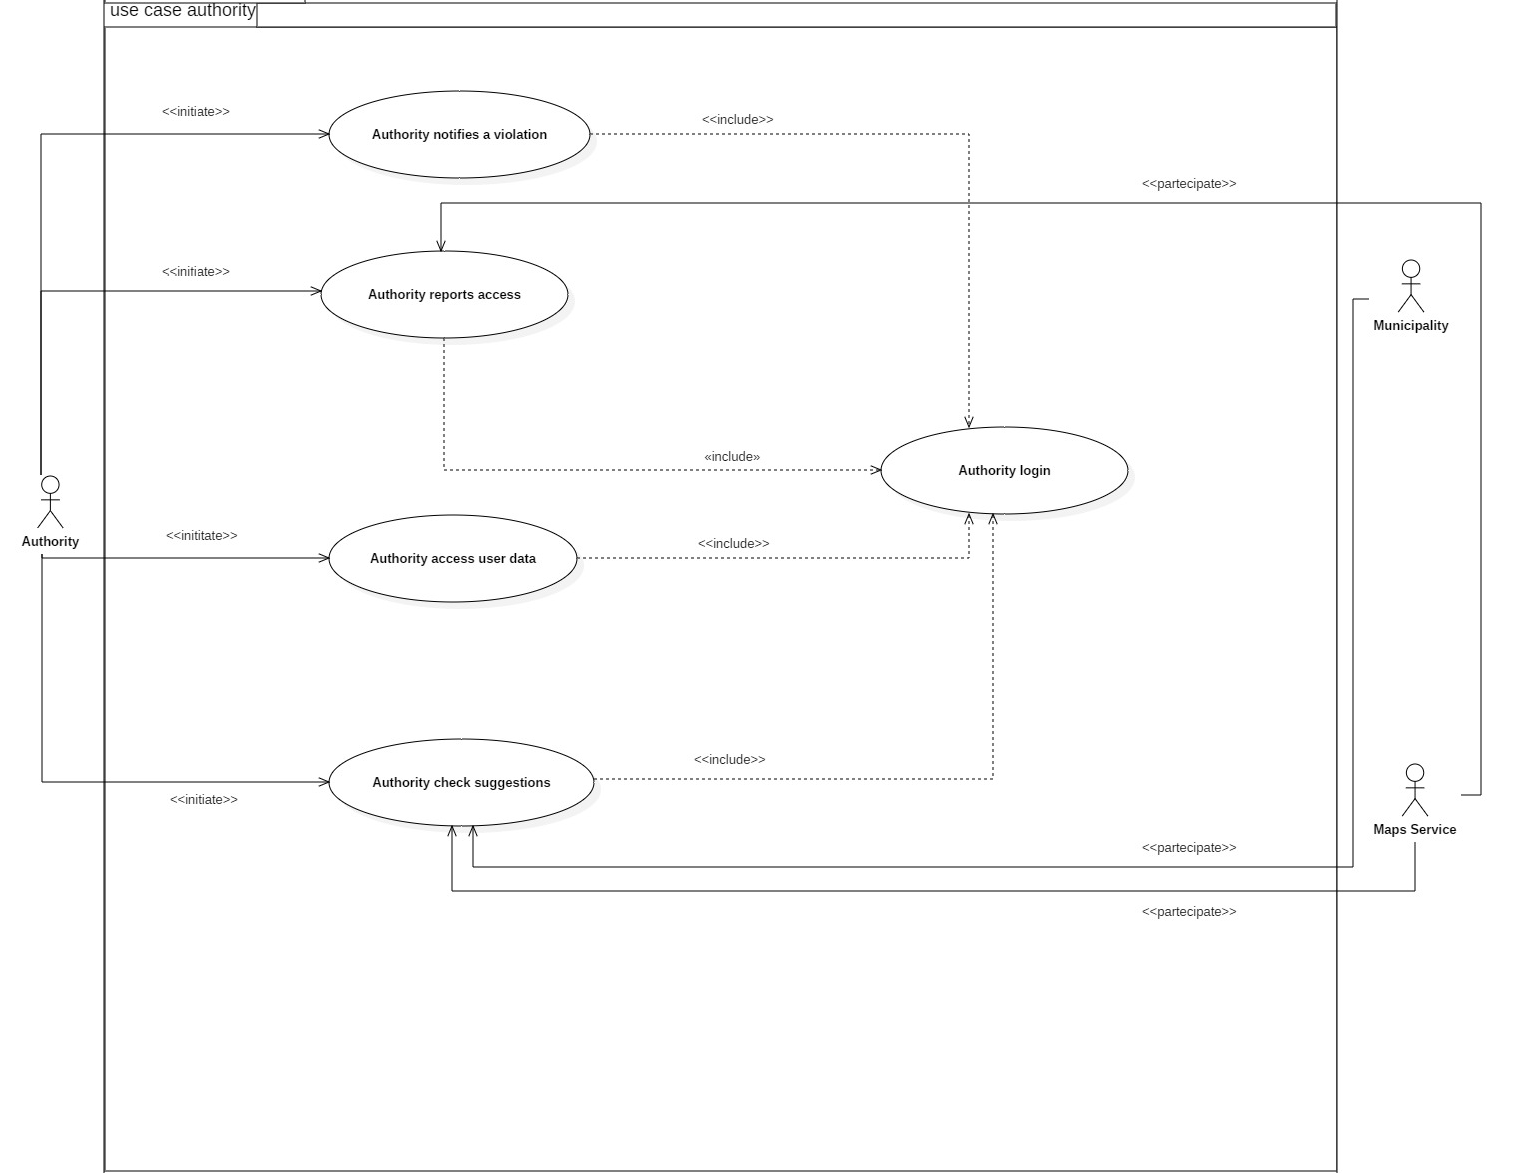 use case authority
<<initiate>>
Authority notifies a violation
<<include>>
<<partecipate>>
<<initiate>>
Authority reports access
Municipality
«include»
Authority login
Authority
<<inititate>>
Authority access user data
<<include>>
<<include>>
Authority check suggestions
<<initiate>>
Maps Service
<<partecipate>>
<<partecipate>>